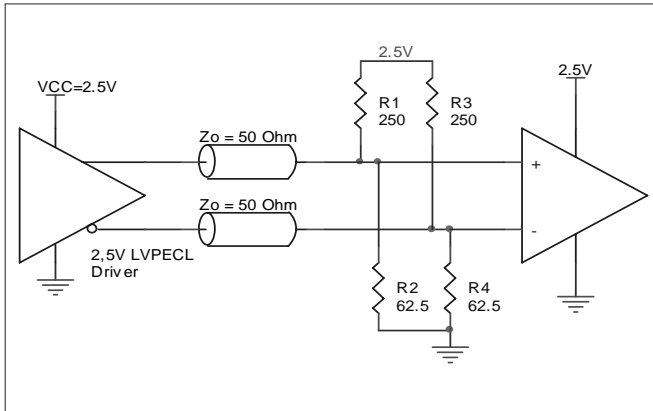 2.5V
VCC=2.5V
2.5V
R1
250
R3
250
Zo = 50 Ohm
+
Zo = 50 Ohm
-
2,5V LVPECL
Driver
R2
62.5
R4
62.5